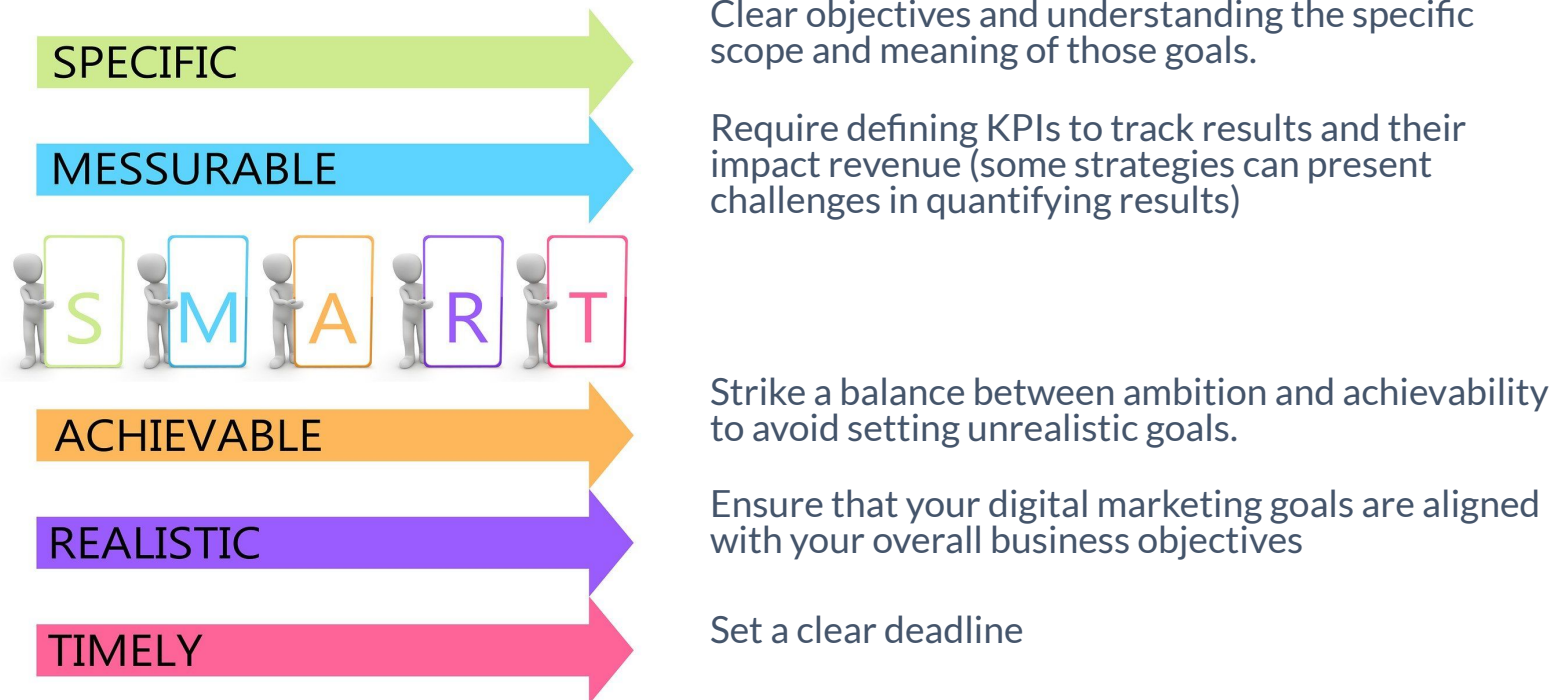 SPECIFIC
Clear objectives and understanding the specific
scope and meaning of those goals.
MESSURABLE
Require defining KPIs to track results and their
impact revenue (some strategies can present
challenges in quantifying results)
S M A R T
ACHIEVABLE
Strike a balance between ambition and achievability
to avoid setting unrealistic goals.
REALISTIC
Ensure that your digital marketing goals are aligned
with your overall business objectives
TIMELY
Set a clear deadline